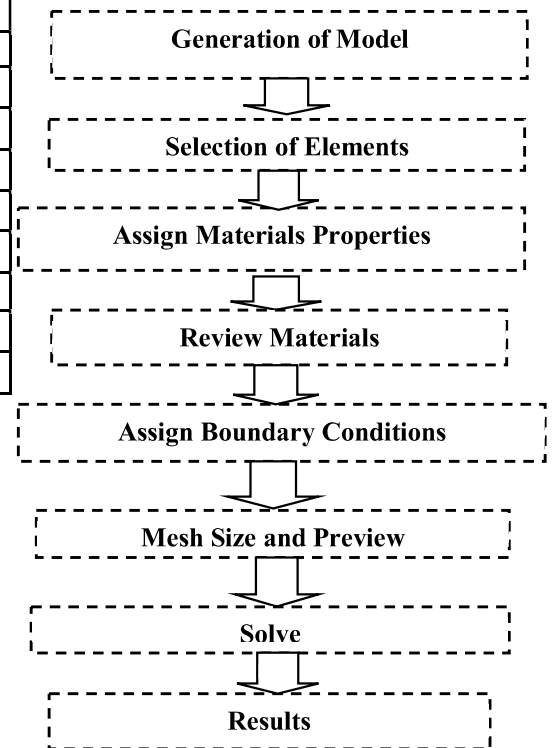 Generation of Model
Selection of Elements
Assign Materials Properties
Review Materials
Assign Boundary Conditions
Mesh Size and Preview
Solve
Results